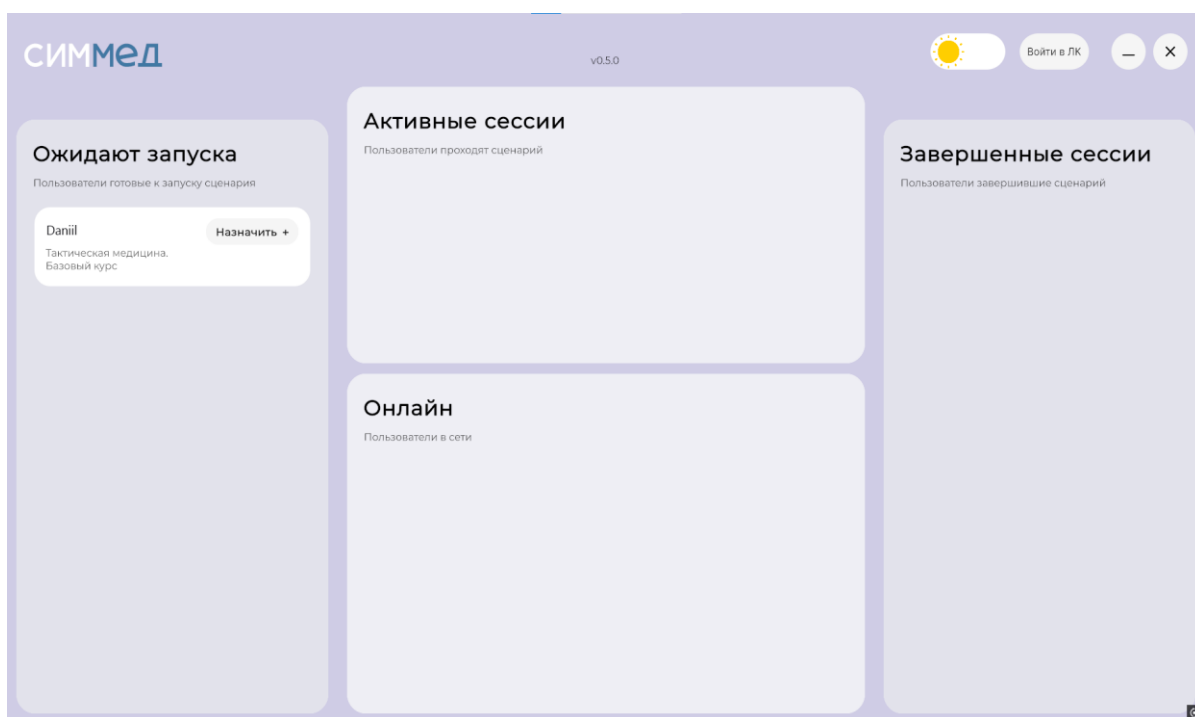 симмед
v0.5.0
Войти в ЛК
Ожидают запуска
Пользователи готовые к запуску сценария
Daniil
Назначить +
Тактическая медицина.
Базовый курс
Активные сессии
Пользователи проходят сценарий
Онлайн
Пользователи в сети
Завершенные сессии
Пользователи завершившие сценарий